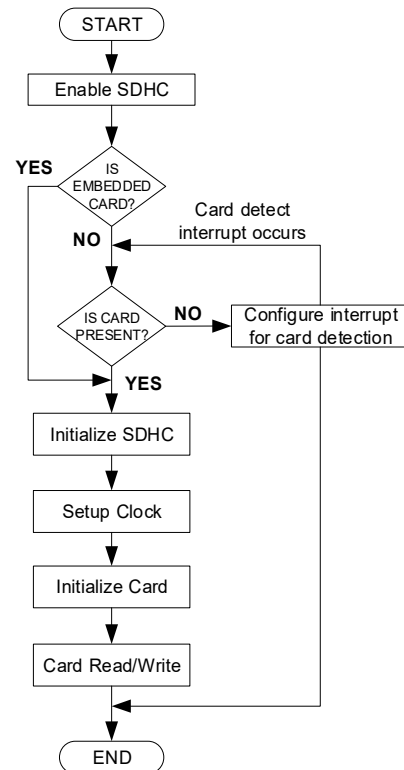 START
Enable SDHC
YES
IS
EMBEDDED
CARD?
Card detect
interrupt occurs
NO
IS CARD
PRESENT?
NO
Configure interrupt
for card detection
YES
Initialize SDHC
Setup Clock
Initialize Card
Card Read/Write
END